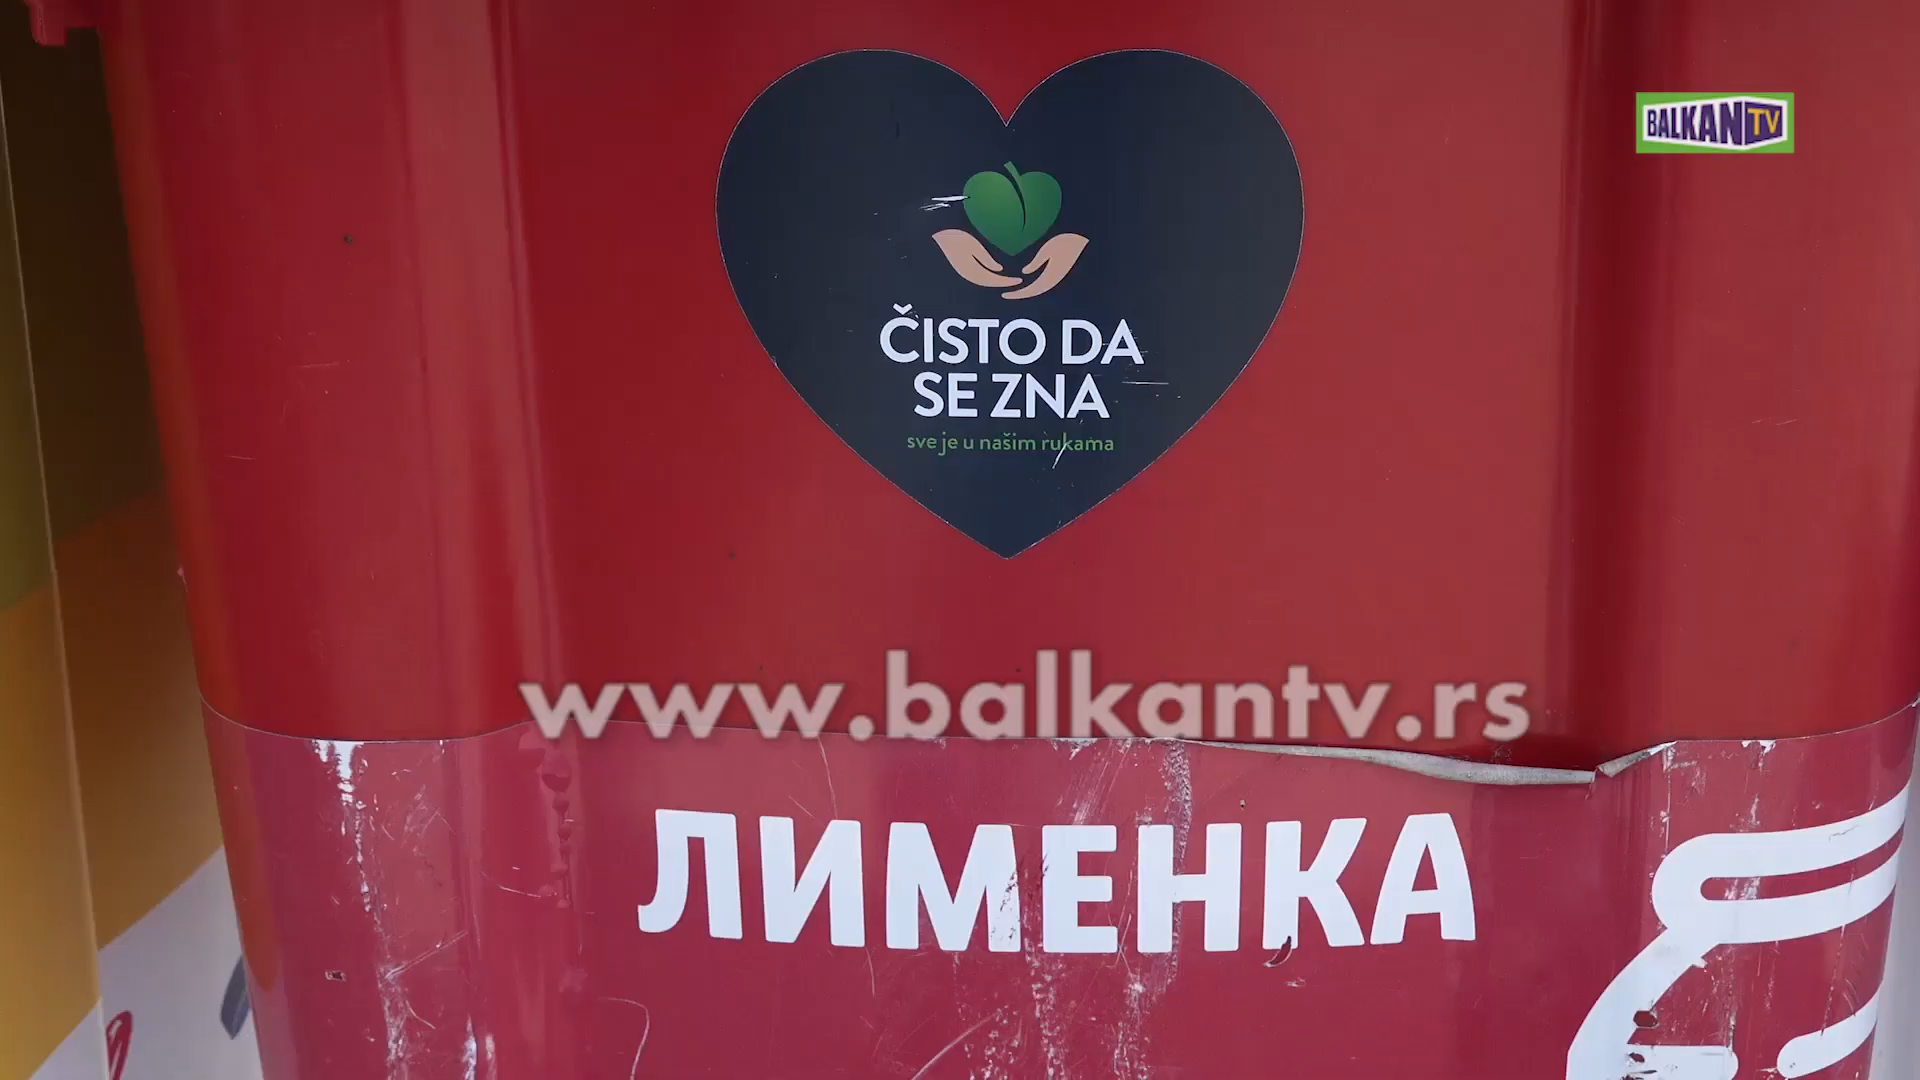 BALKAN TV
ČISTO DA
SE ZNA
sve je u našim rukama
www.balkantv.rs
ЛИМЕНКА